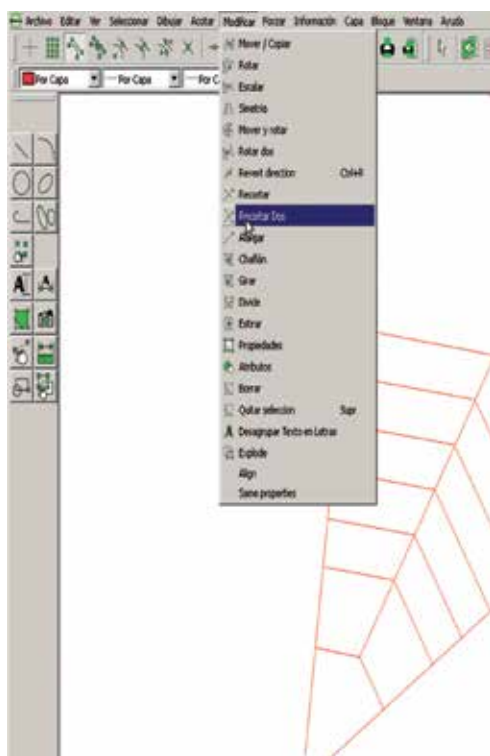 Archivo Editar Ver Seleccionar Dibujar Acotar Modificar Forzar Información Capa Bloque Ventana Ayuda
Por Capa Por Capa Por C
Mover / Copiar
Rotar
Escalar
Simetría
Mover y rotar
Rotar dos
Revert direction Ctrl+R
Recortar
Recortar Dos
Alargar
Chaflán
Girar
Divide
Estirar
Propiedades
Atributos
Borrar
Quitar selección Supr
Desagrupar Texto en Letras
Explode
Align
Same properties